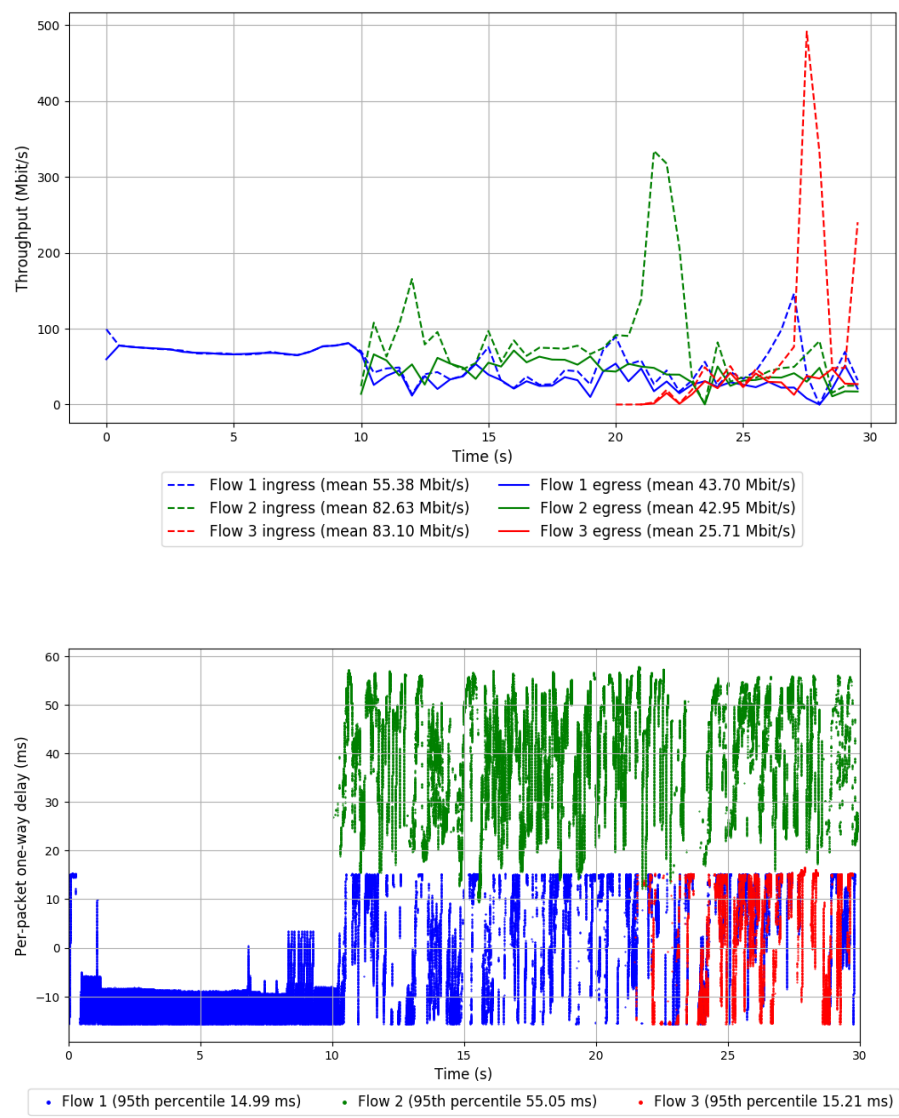 500
400
300
200
100
0
Throughput (Mbit/s)
0 5 10 15 20 25 30
Time (s)
Flow 1 ingress (mean 55.38 Mbit/s) Flow 1 egress (mean 43.70 Mbit/s)
Flow 2 ingress (mean 82.63 Mbit/s) Flow 2 egress (mean 42.95 Mbit/s)
Flow 3 ingress (mean 83.10 Mbit/s) Flow 3 egress (mean 25.71 Mbit/s)
60
50
40
30
20
10
0
−10
Per-packet one-way delay (ms)
0 5 10 15 20 25 30
Time (s)
Flow 1 (95th percentile 14.99 ms) Flow 2 (95th percentile 55.05 ms) Flow 3 (95th percentile 15.21 ms)